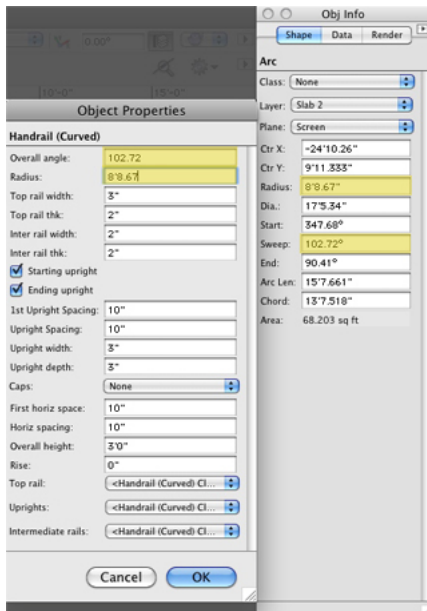 Obj Info
Shape Data Render
Arc
Class: None
Layer: Slab 2
Plane: Screen
Ctr X: -24'10.26"
Ctr Y: 9'11.333"
Radius: 8'8.67"
Dia.: 17'5.34"
Start: 347.68°
Sweep: 102.72°
End: 90.41°
Arc Len: 15'7.661"
Chord: 13'7.518"
Area: 68.203 sq ft
0.00°
10'-0"
15'-0"
Object Properties
Handrail (Curved)
Overall angle: 102.72
Radius: 8'8.67
Top rail width: 3"
Top rail thk: 2"
Inter rail width: 2"
Inter rail thk: 2"
Starting upright
Ending upright
1st Upright Spacing: 10"
Upright Spacing: 10"
Upright width: 3"
Upright depth: 3"
Caps: None
First horiz space: 10"
Horiz spacing: 10"
Overall height: 3'0"
Rise: 0"
Top rail: <Handrail (Curved) Cl...
Uprights: <Handrail (Curved) Cl...
Intermediate rails: <Handrail (Curved) Cl...
Cancel OK